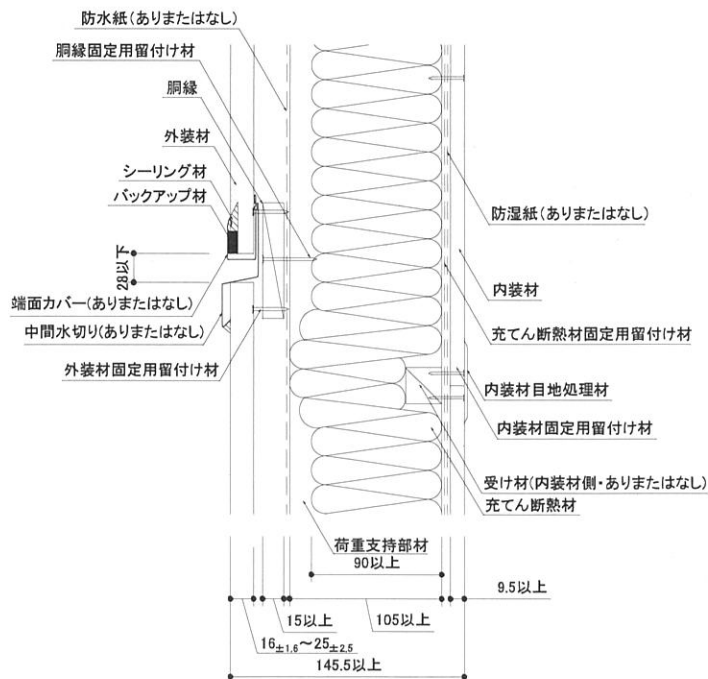 防水紙(ありまたはなし)
胴縁固定用留付け材
胴縁
外装材
シーリング材
バックアップ材
28以下
端面カバー(ありまたはなし)
中間水切り(ありまたはなし)
外装材固定用留付け材
防湿紙(ありまたはなし)
内装材
充てん断熱材固定用留付け材
内装材目地処理材
内装材固定用留付け材
受け材(内装材側・ありまたはなし)
充てん断熱材
荷重支持部材
90以上
9.5以上
15以上
105以上
16±1.6~25±2.5
145.5以上